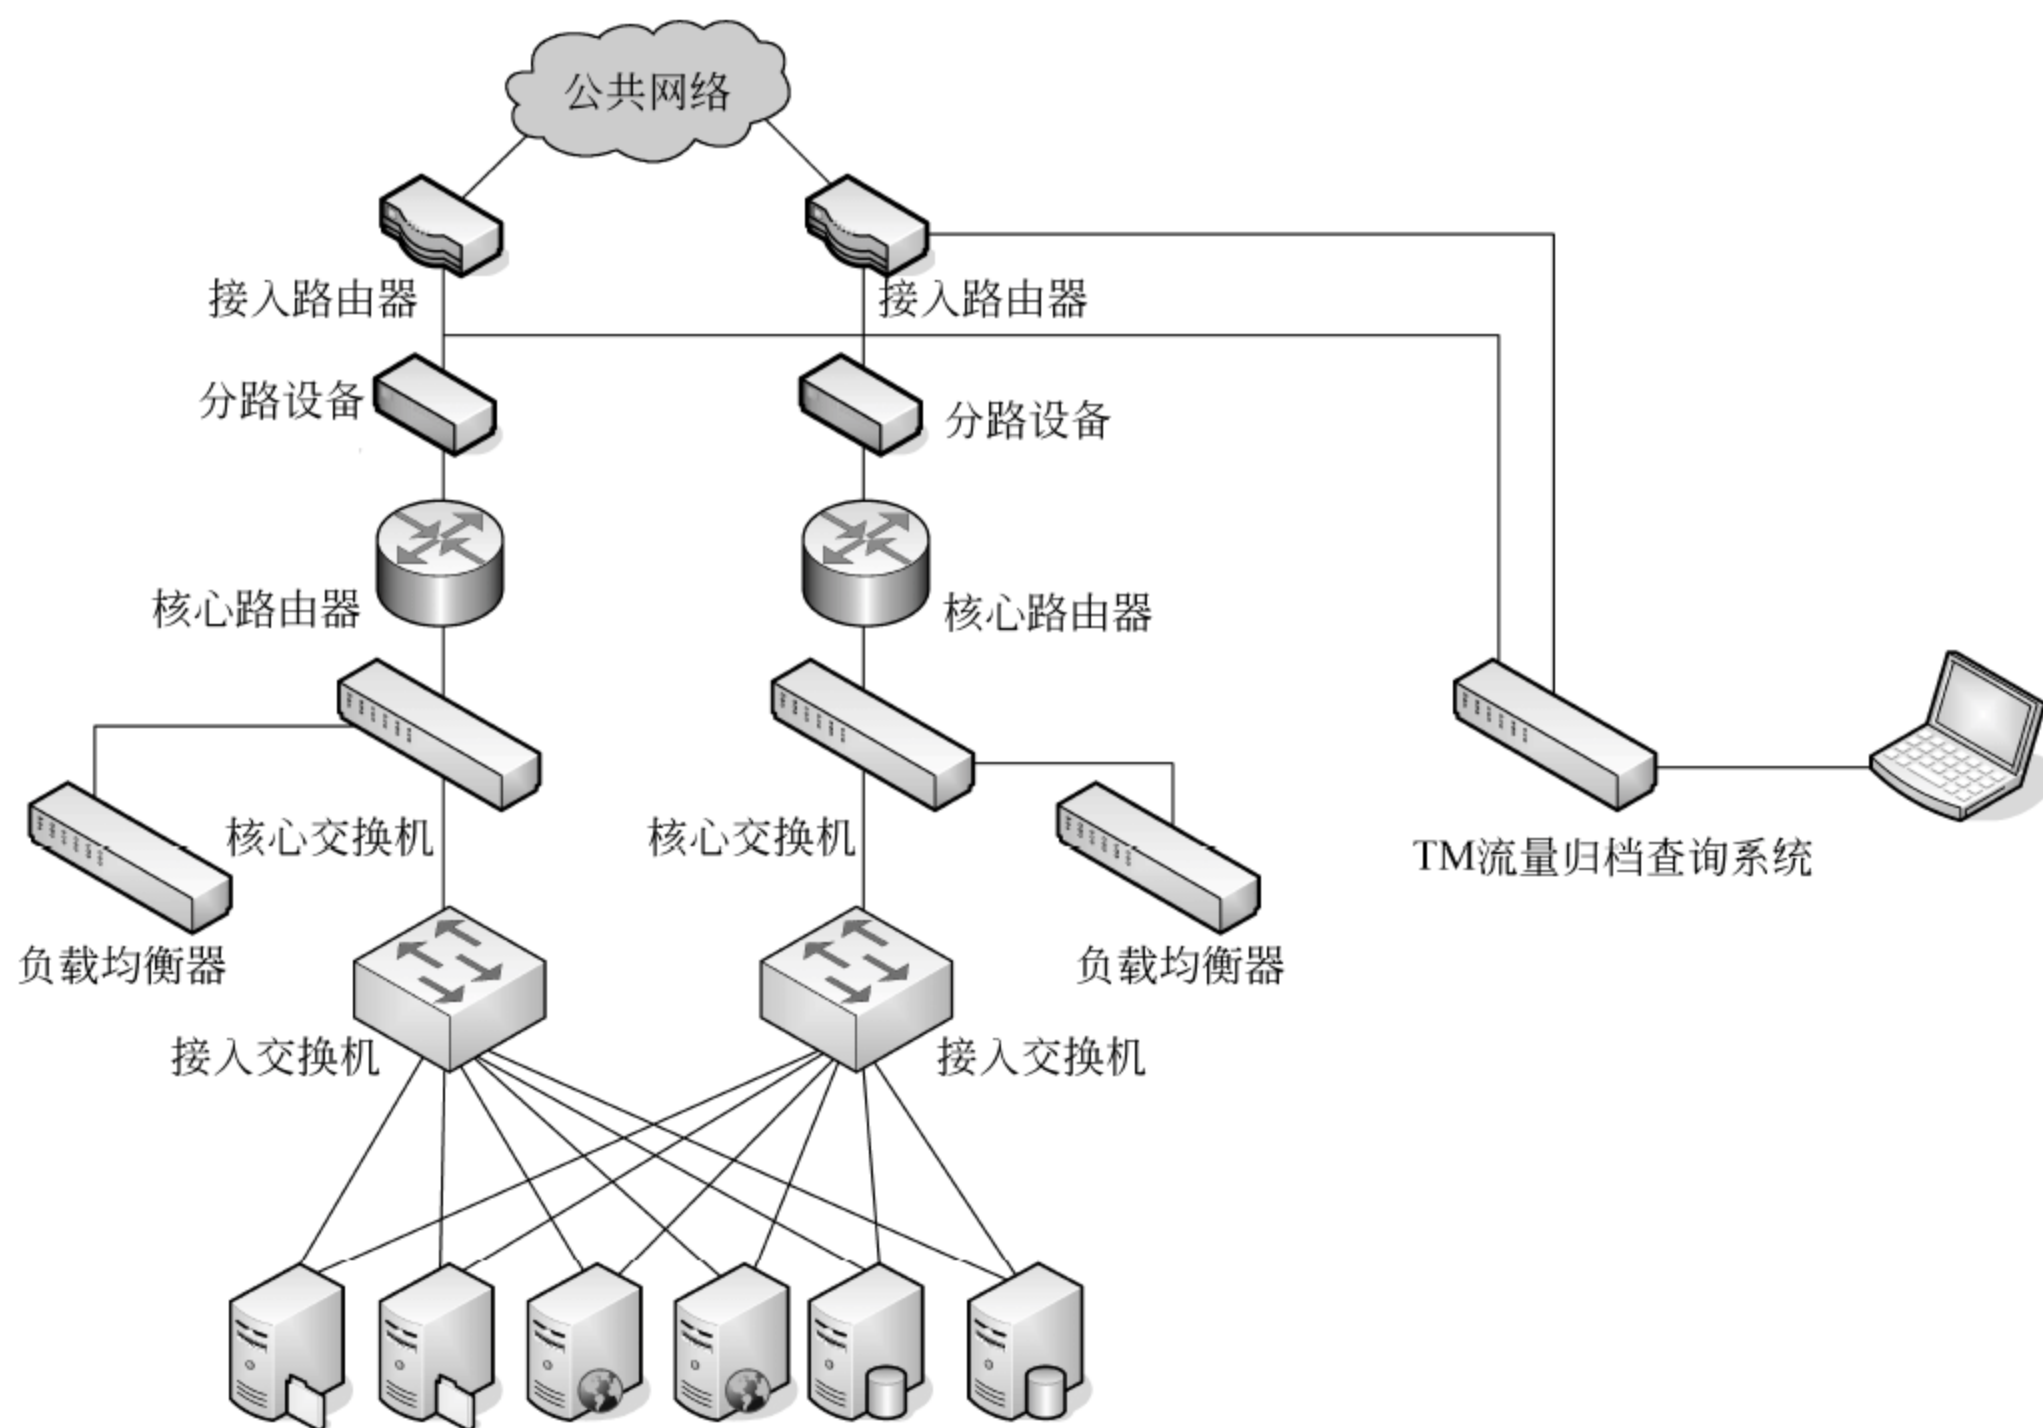 公共网络
接入路由器
接入路由器
分路设备
分路设备
核心路由器
核心路由器
核心交换机
核心交换机
TM流量归档查询系统
负载均衡器
负载均衡器
接入交换机
接入交换机